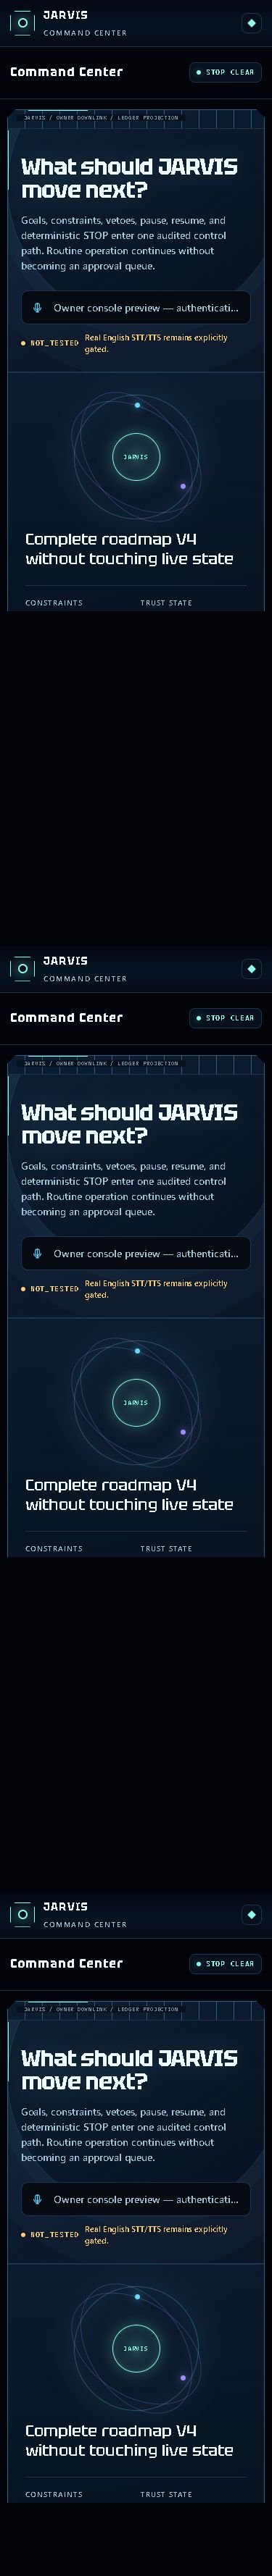 JARVIS
COMMAND CENTER
Command Center
STOP CLEAR
JARVIS / OWNER DOWNLINK / LEDGER PROJECTION
What should JARVIS
move next?
Goals, constraints, vetoes, pause, resume, and
deterministic STOP enter one audited control
path. Routine operation continues without
becoming an approval queue.
Owner console preview — authenticati...
NOT_TESTED
Real English STT/TTS remains explicitly
gated.
JARVIS
Complete roadmap V4
without touching live state
CONSTRAINTS
TRUST STATE
JARVIS
COMMAND CENTER
Command Center
STOP CLEAR
JARVIS / OWNER DOWNLINK / LEDGER PROJECTION
What should JARVIS
move next?
Goals, constraints, vetoes, pause, resume, and
deterministic STOP enter one audited control
path. Routine operation continues without
becoming an approval queue.
Owner console preview — authenticati...
NOT_TESTED
Real English STT/TTS remains explicitly
gated.
JARVIS
Complete roadmap V4
without touching live state
CONSTRAINTS
TRUST STATE
JARVIS
COMMAND CENTER
Command Center
STOP CLEAR
JARVIS / OWNER DOWNLINK / LEDGER PROJECTION
What should JARVIS
move next?
Goals, constraints, vetoes, pause, resume, and
deterministic STOP enter one audited control
path. Routine operation continues without
becoming an approval queue.
Owner console preview — authenticati...
NOT_TESTED
Real English STT/TTS remains explicitly
gated.
JARVIS
Complete roadmap V4
without touching live state
CONSTRAINTS
TRUST STATE